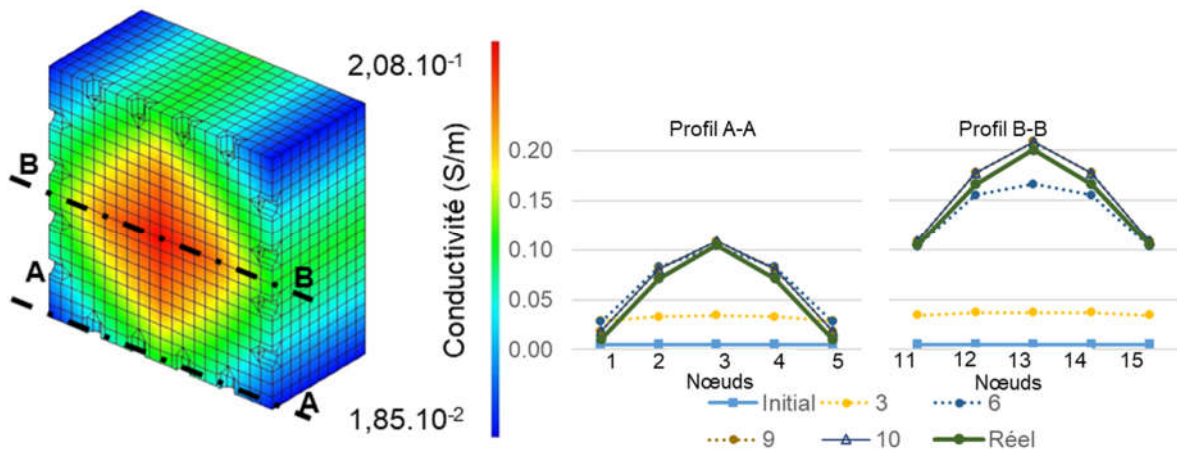 B
A
B
A
2,08.10-1
Conductivité (S/m)
1,85.10-2
Profil A-A
Profil B-B
0.20
0.15
0.10
0.05
0.00
1 2 3 4 5
11 12 13 14 15
Nœuds
Nœuds
Initial 3 6
9 10 Réel